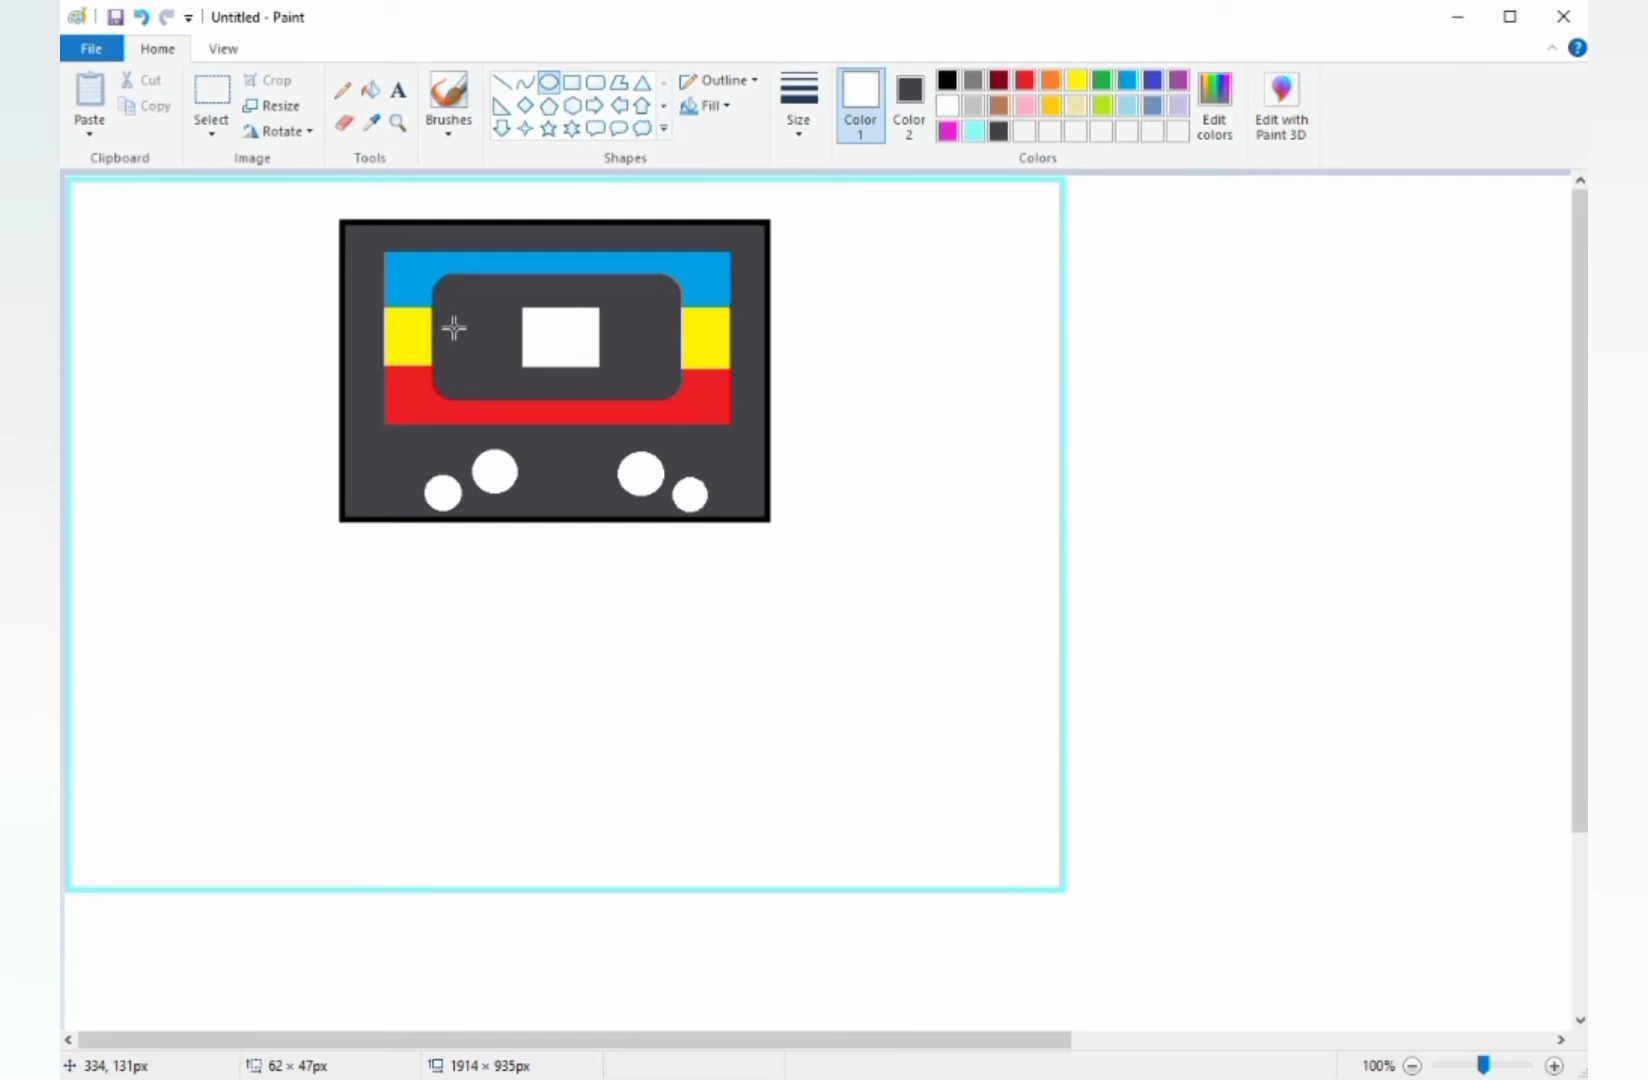 Untitled - Paint
File Home View
Paste Cut Copy Select Crop Resize Rotate A Brushes Outline Fill Size Color 1 Color 2 Edit colors Edit with Paint 3D
Clipboard Image Tools Shapes Colors
334, 131px 62 × 47px 1914 × 935px 100%